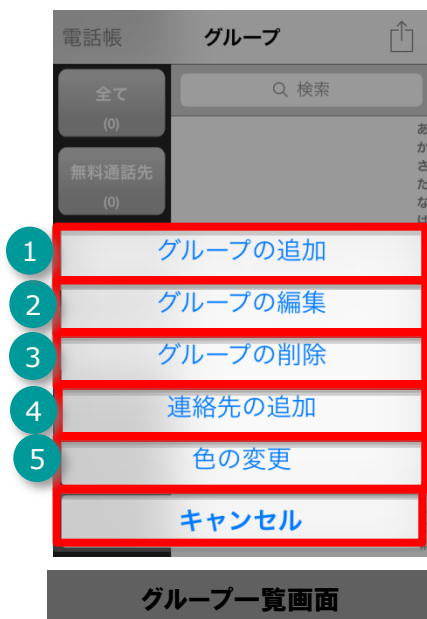 電話帳 グループ
全て
(0)
検索
無料通話先
(0)
あ
か
さ
た
な
は
1 グループの追加
2 グループの編集
3 グループの削除
4 連絡先の追加
5 色の変更
キャンセル
グループ一覧画面